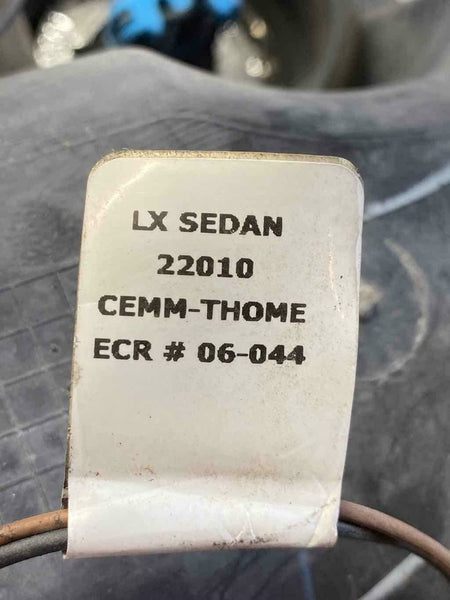 LX SEDAN
22010
CEMM-THOME
ECR # 06-044